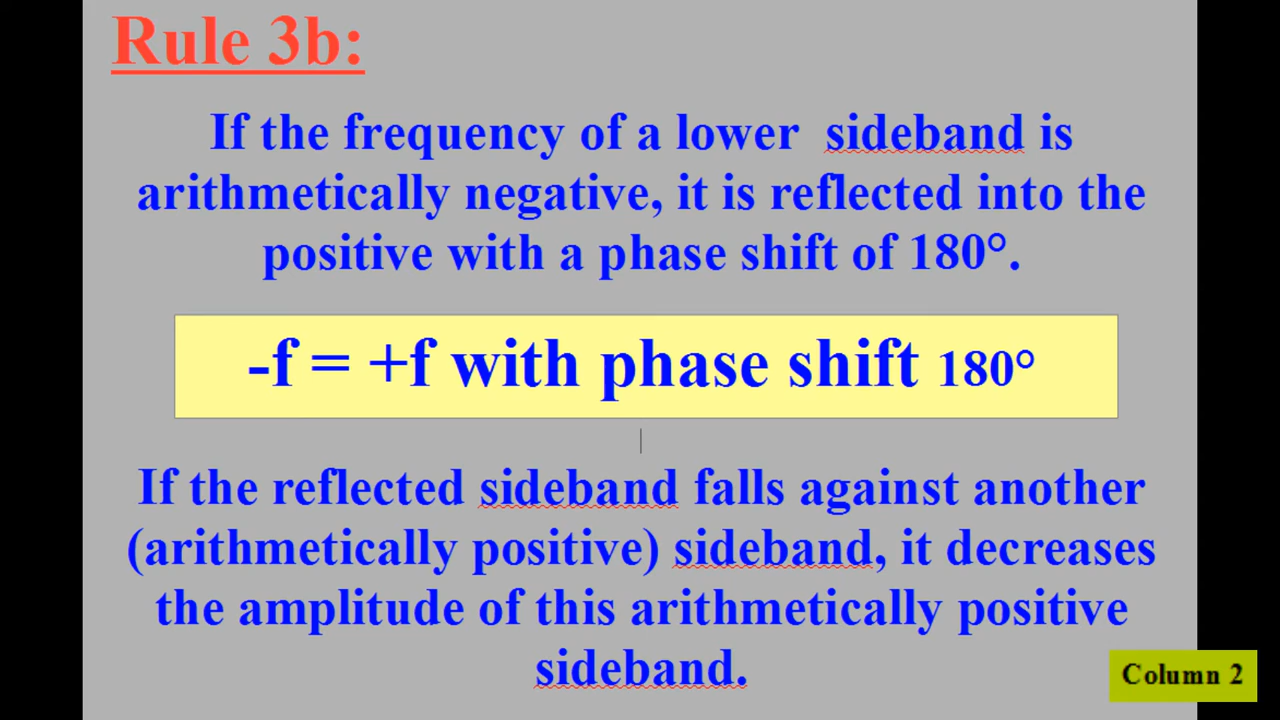 Rule 3b:
If the frequency of a lower sideband is
arithmetically negative, it is reflected into the
positive with a phase shift of 180°.
-f = +f with phase shift 180°
If the reflected sideband falls against another
(arithmetically positive) sideband, it decreases
the amplitude of this arithmetically positive
sideband.
Column 2